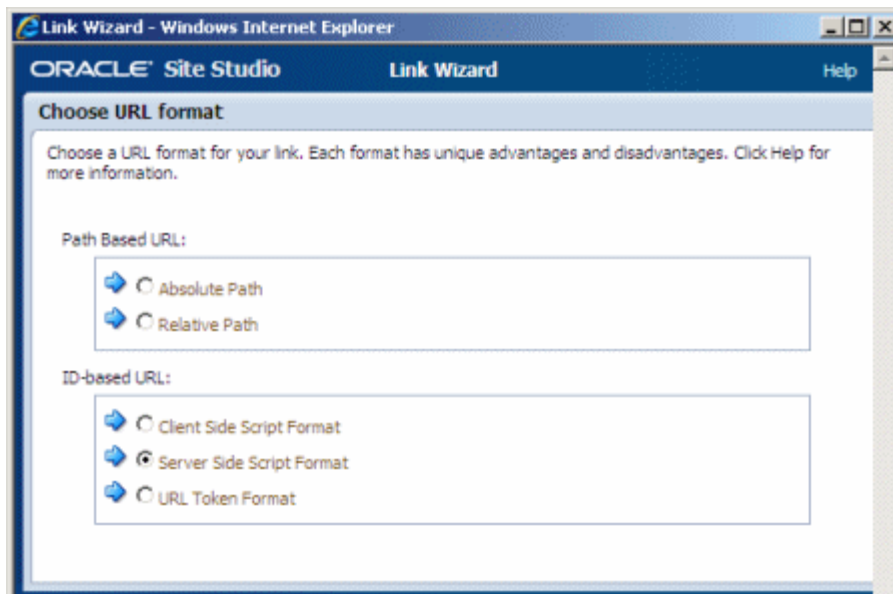 Link Wizard - Windows Internet Explorer
ORACLE® Site Studio Link Wizard Help
Choose URL format
Choose a URL format for your link. Each format has unique advantages and disadvantages. Click Help for
more information.
Path Based URL:
Absolute Path
Relative Path
ID-based URL:
Client Side Script Format
Server Side Script Format
URL Token Format